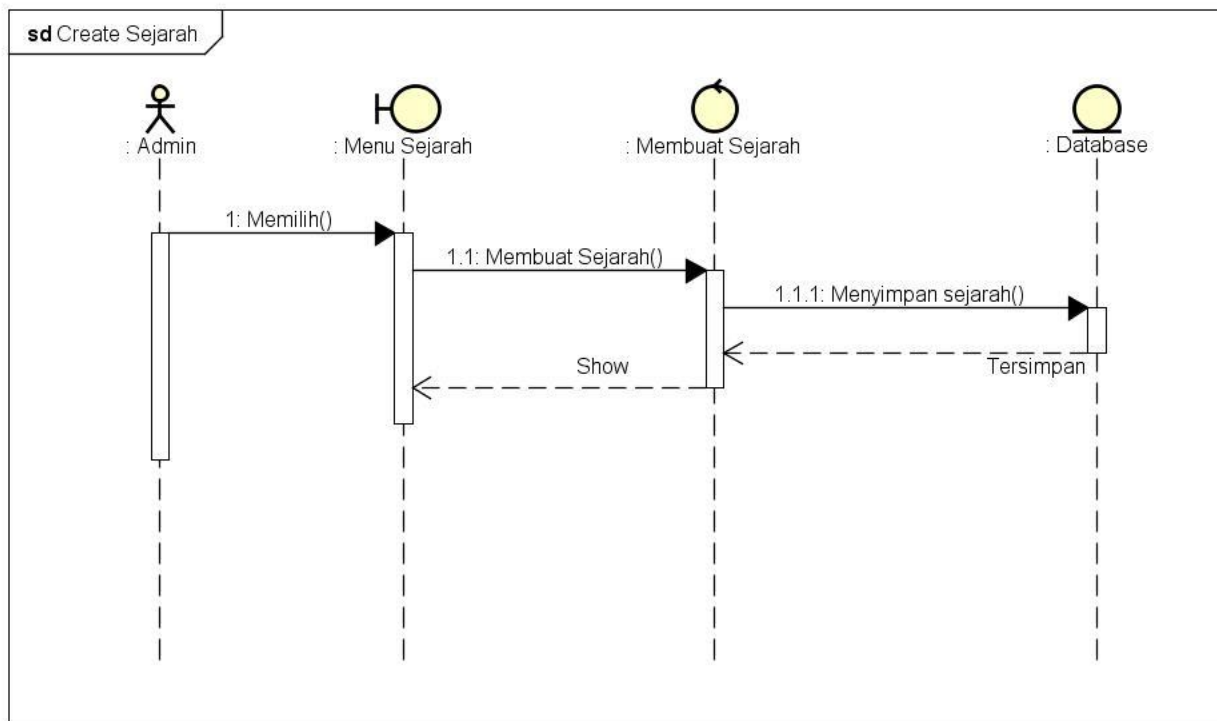 sd Create Sejarah
: Admin
: Menu Sejarah
: Membuat Sejarah
: Database
1: Memilih()
1.1: Membuat Sejarah()
1.1.1: Menyimpan sejarah()
Tersimpan
Show